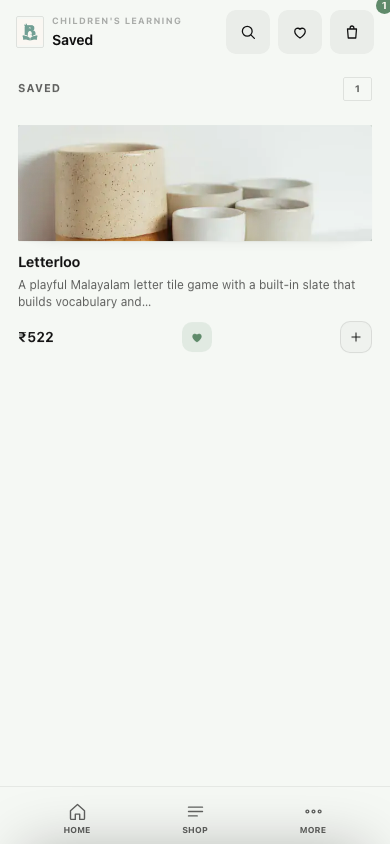 CHILDREN'S LEARNING
Saved
1
SAVED
1
Letterloo
A playful Malayalam letter tile game with a built-in slate that
builds vocabulary and...
₹522
HOME
SHOP
MORE